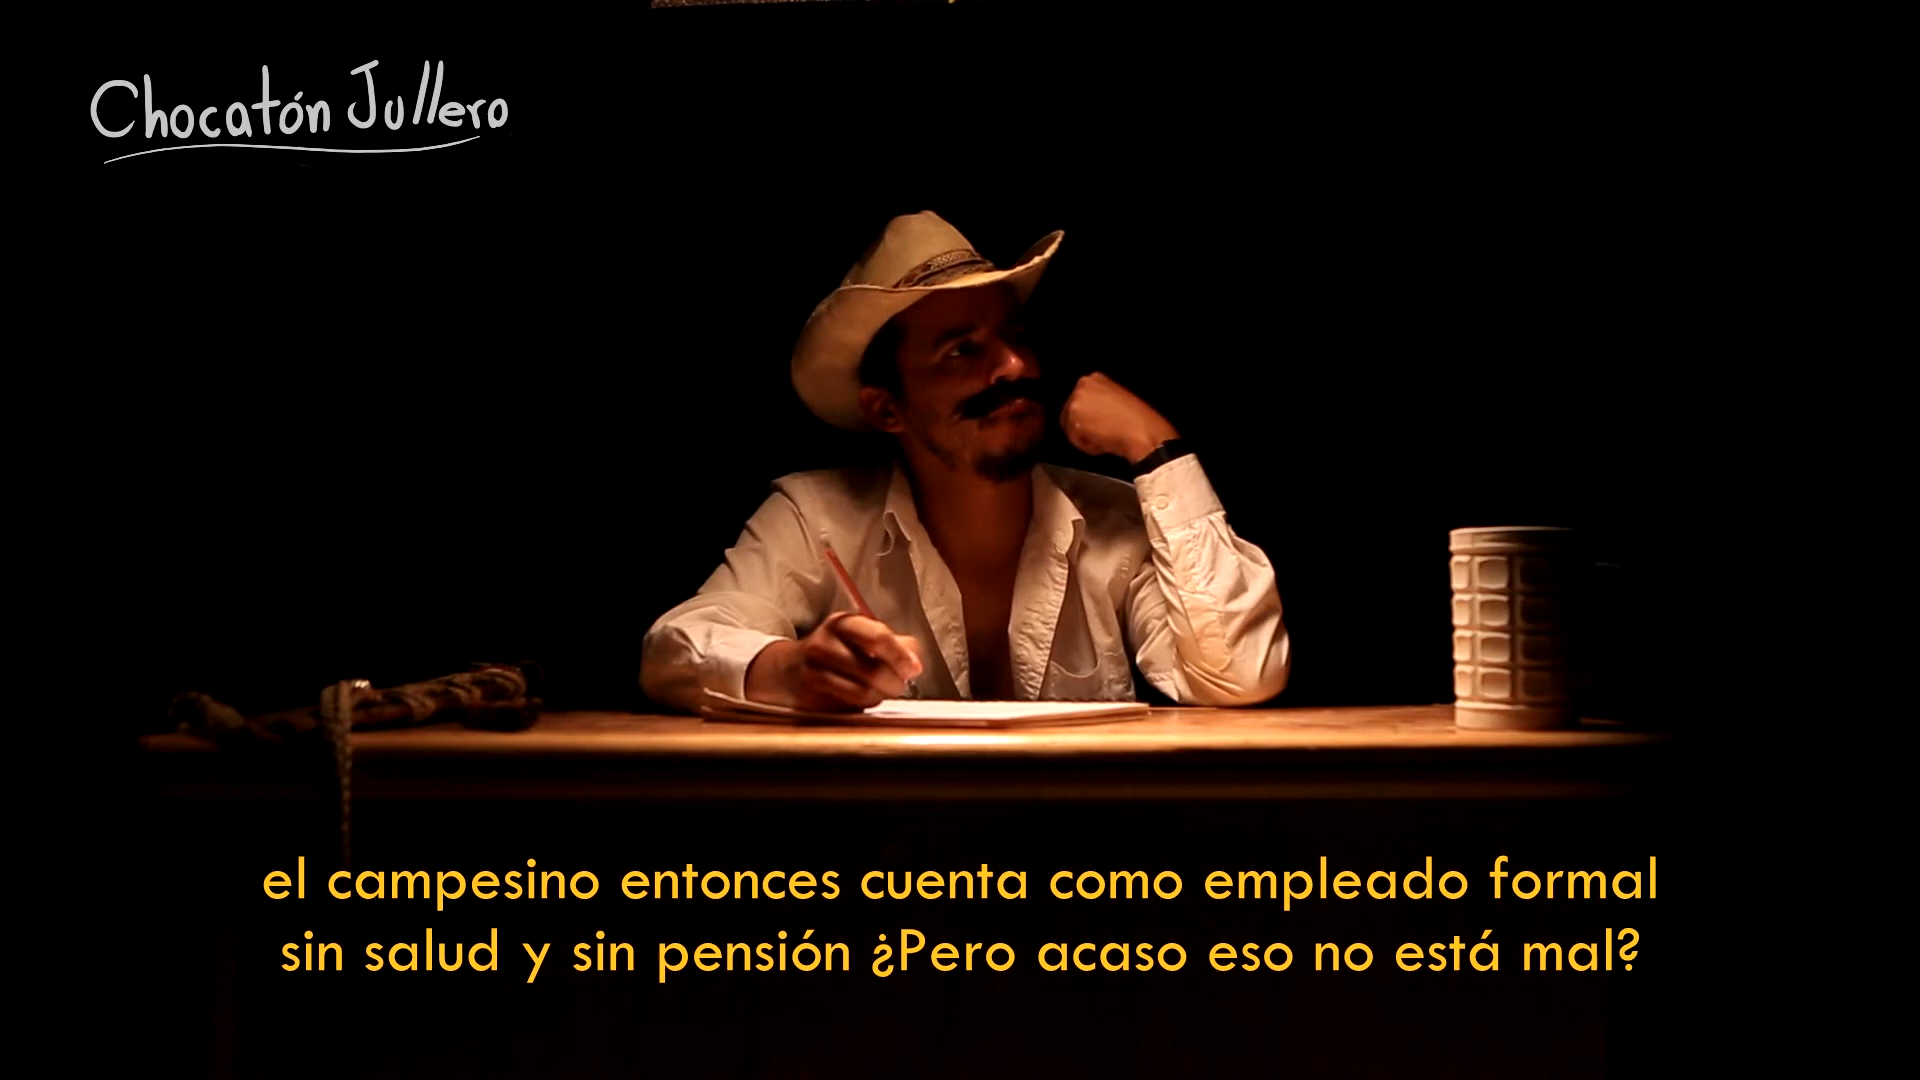 Chocatón Jullero
el campesino entonces cuenta como empleado formal
sin salud y sin pensión ¿Pero acaso eso no está mal?